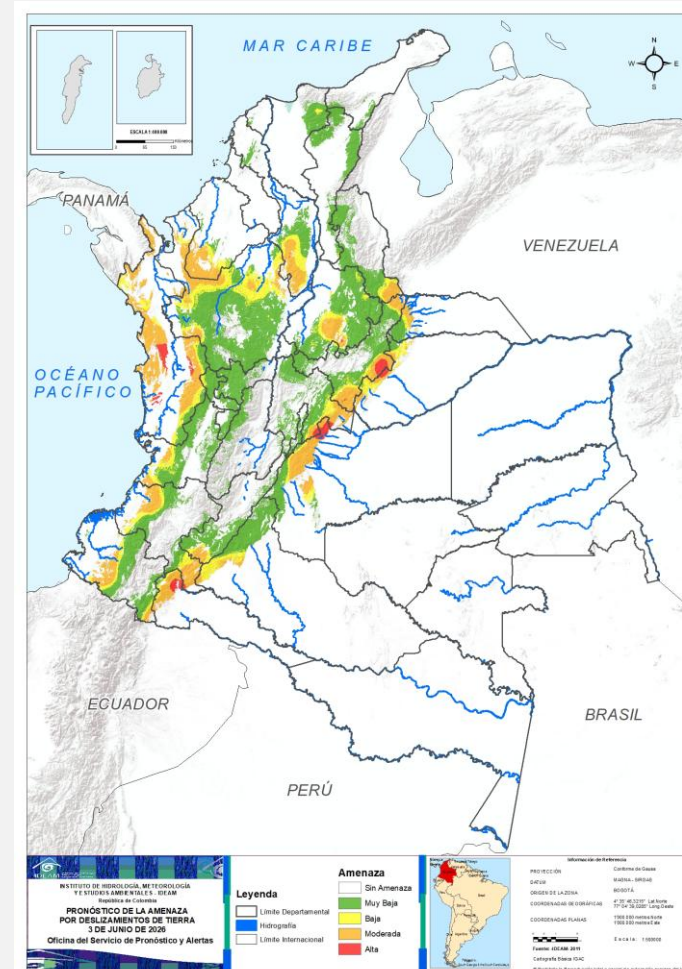 MAR CARIBE
N
W E
S
ESCALA 1:
PANAMÁ
VENEZUELA
OCÉANO
PACÍFICO
ECUADOR
BRASIL
PERÚ
IDEAM
INSTITUTO DE HIDROLOGÍA, METEOROLOGÍA
Y ESTUDIOS AMBIENTALES - IDEAM
República de Colombia
PRONÓSTICO DE LA AMENAZA
POR DESLIZAMIENTOS DE TIERRA
3 DE JUNIO DE 2026
Oficina del Servicio de Pronóstico y Alertas
Leyenda
Límite Departamental
Hidrografía
Límite Internacional
Amenaza
Sin Amenaza
Muy Baja
Baja
Moderada
Alta
Información de Referencia
PROYECCIÓN Conforme de Gauss
DATUM MAGNA - SIRGAS
ORIGEN DE LA ZONA BOGOTÁ
COORDENADAS GEOGRÁFICAS
COORDENADAS PLANAS
Escala:
Fuente: IDEAM
Cartografía Básica IGAC